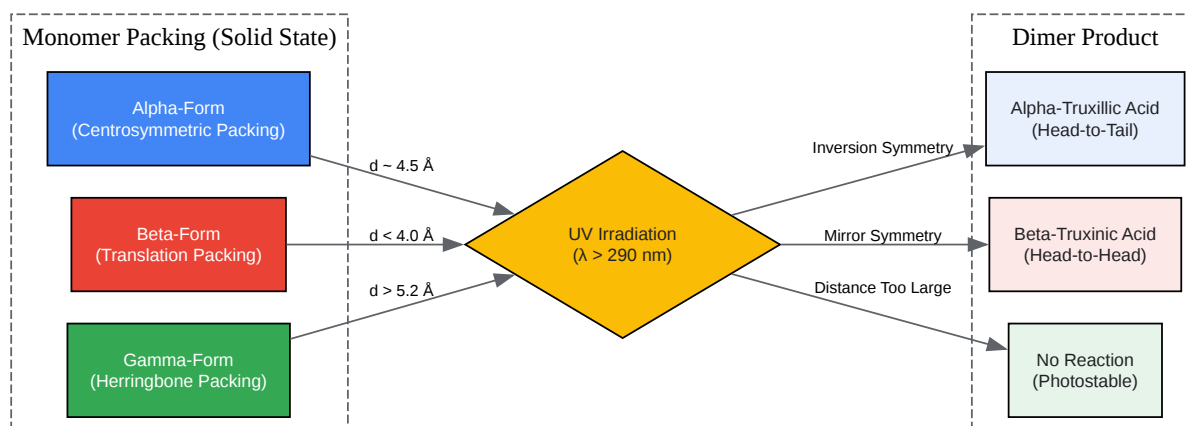 Monomer Packing (Solid State)
Alpha-Form
(Centrosymmetric Packing)
Beta-Form
(Translation Packing)
Gamma-Form
(Herringbone Packing)
d ~ 4.5 Å
d < 4.0 Å
d > 5.2 Å
UV Irradiation
(λ > 290 nm)
Inversion Symmetry
Mirror Symmetry
Distance Too Large
Dimer Product
Alpha-Truxillic Acid
(Head-to-Tail)
Beta-Truxinic Acid
(Head-to-Head)
No Reaction
(Photostable)